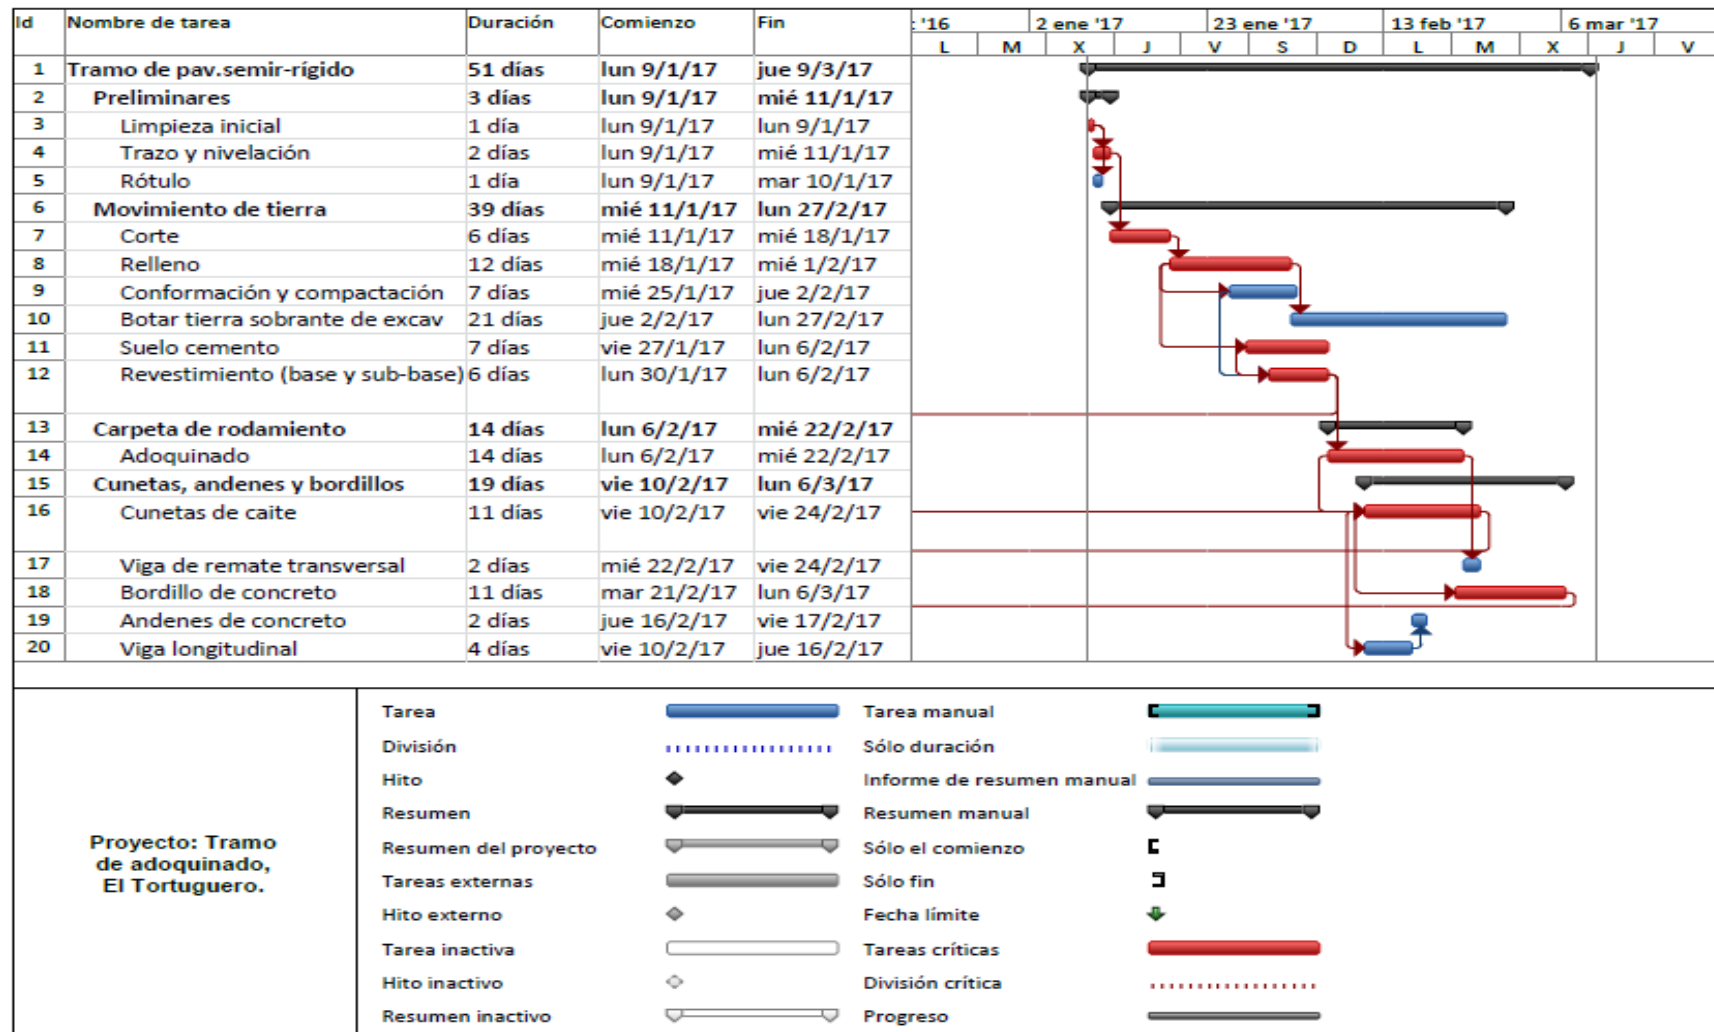 Id Nombre de tarea Duración Comienzo Fin '16 2 ene '17 23 ene '17 13 feb '17 6 mar '17
L M X J V S D L M X J V
1 Tramo de pav.semir-rígido 51 días lun 9/1/17 jue 9/3/17
2 Preliminares 3 días lun 9/1/17 mié 11/1/17
3 Limpieza inicial 1 día lun 9/1/17 lun 9/1/17
4 Trazo y nivelación 2 días lun 9/1/17 mié 11/1/17
5 Rótulo 1 día lun 9/1/17 mar 10/1/17
6 Movimiento de tierra 39 días mié 11/1/17 lun 27/2/17
7 Corte 6 días mié 11/1/17 mié 18/1/17
8 Relleno 12 días mié 18/1/17 mié 1/2/17
9 Conformación y compactación 7 días mié 25/1/17 jue 2/2/17
10 Botar tierra sobrante de excav 21 días jue 2/2/17 lun 27/2/17
11 Suelo cemento 7 días vie 27/1/17 lun 6/2/17
12 Revestimiento (base y sub-base) 6 días lun 30/1/17 lun 6/2/17
13 Carpeta de rodamiento 14 días lun 6/2/17 mié 22/2/17
14 Adoquinado 14 días lun 6/2/17 mié 22/2/17
15 Cunetas, andenes y bordillos 19 días vie 10/2/17 lun 6/3/17
16 Cunetas de caite 11 días vie 10/2/17 vie 24/2/17
17 Viga de remate transversal 2 días mié 22/2/17 vie 24/2/17
18 Bordillo de concreto 11 días mar 21/2/17 lun 6/3/17
19 Andenes de concreto 2 días jue 16/2/17 vie 17/2/17
20 Viga longitudinal 4 días vie 10/2/17 jue 16/2/17
Proyecto: Tramo
de adoquinado,
El Tortuguero.
Tarea
División
Hito
Resumen
Resumen del proyecto
Tareas externas
Hito externo
Tarea inactiva
Hito inactivo
Resumen inactivo
Tarea manual
Sólo duración
Informe de resumen manual
Resumen manual
Sólo el comienzo
Sólo fin
Fecha límite
Tareas críticas
División crítica
Progreso